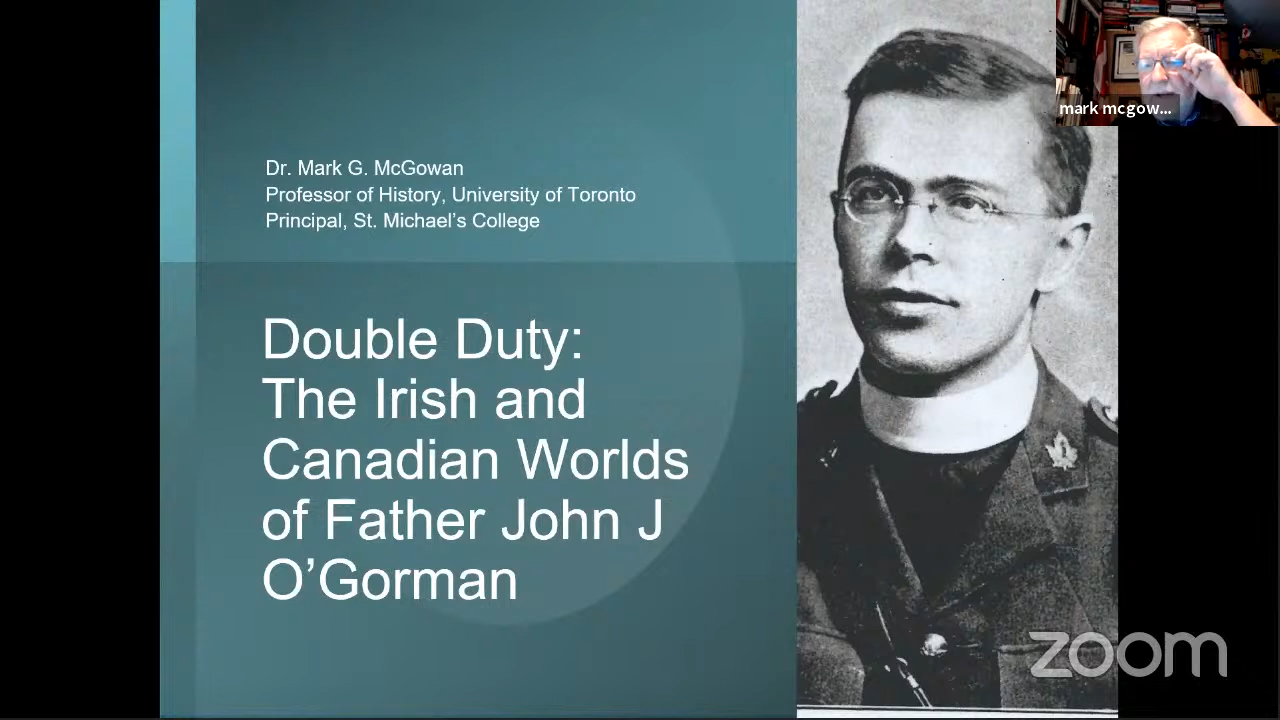 Dr. Mark G. McGowan
Professor of History, University of Toronto
Principal, St. Michael’s College
Double Duty:
The Irish and
Canadian Worlds
of Father John J
O’Gorman
mark mcgow...
zoom